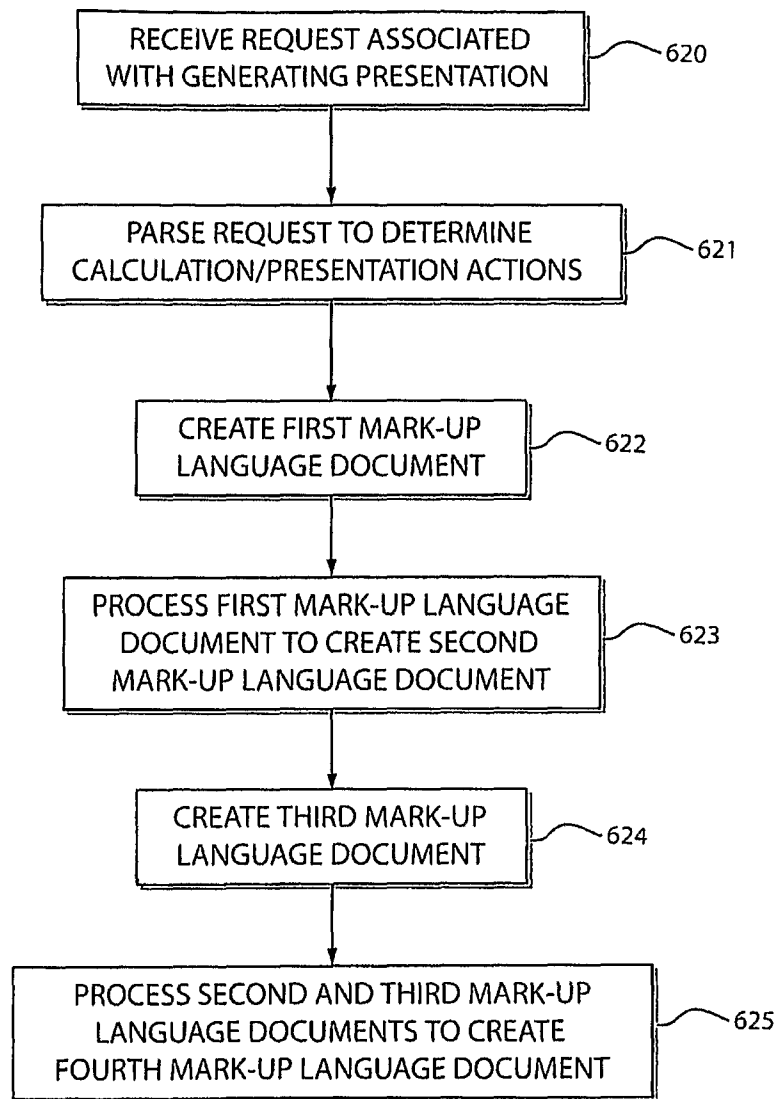 RECEIVE REQUEST ASSOCIATED
WITH GENERATING PRESENTATION
620
PARSE REQUEST TO DETERMINE
CALCULATION/PRESENTATION ACTIONS
621
CREATE FIRST MARK-UP
LANGUAGE DOCUMENT
622
PROCESS FIRST MARK-UP LANGUAGE
DOCUMENT TO CREATE SECOND
MARK-UP LANGUAGE DOCUMENT
623
CREATE THIRD MARK-UP
LANGUAGE DOCUMENT
624
PROCESS SECOND AND THIRD MARK-UP
LANGUAGE DOCUMENTS TO CREATE
FOURTH MARK-UP LANGUAGE DOCUMENT
625